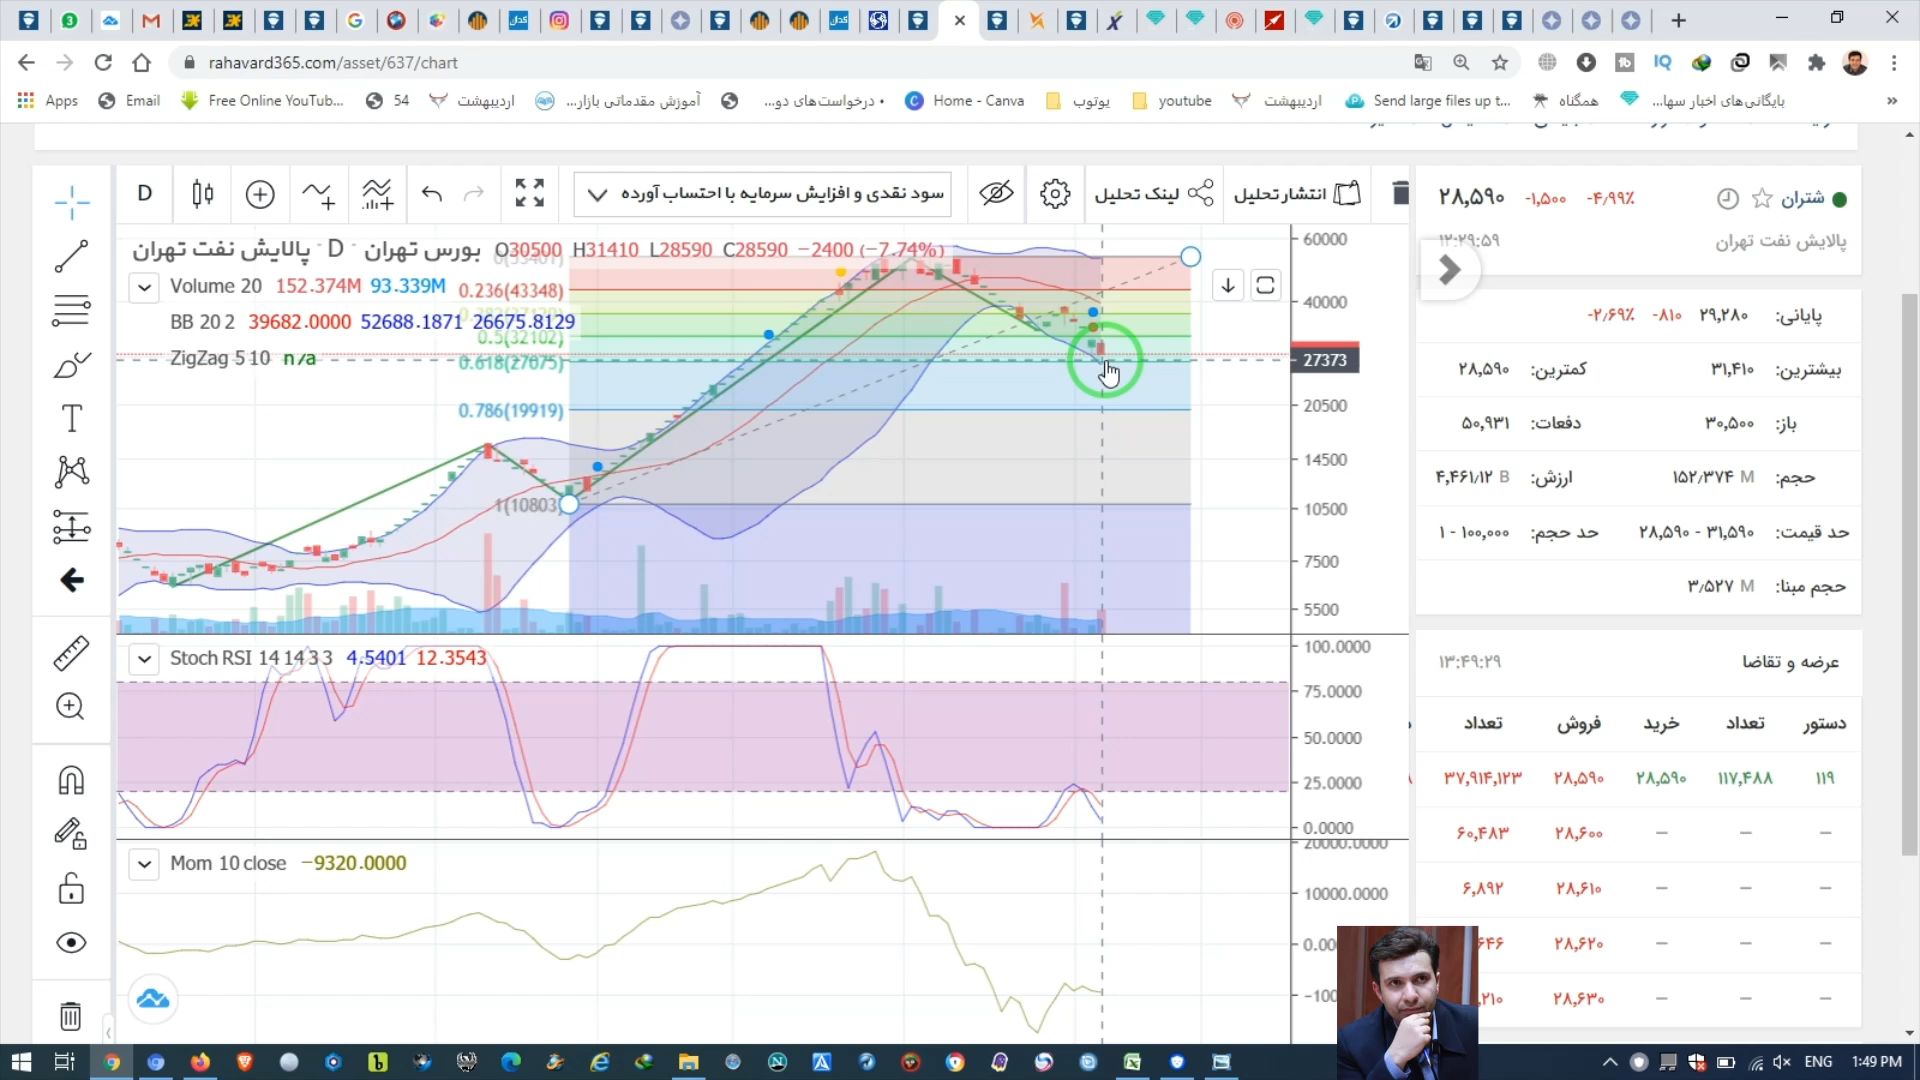 rahavard365.com/asset/637/chart
Apps
Email
Free Online YouTub...
54
اردیبهشت
آموزش مقدماتی بازار...
درخواست‌های دو...
Home - Canva
یوتوب
youtube
اردیبهشت
Send large files up t...
همگناه
بایگانی‌های اخبار سها...
»
D
سود نقدی و افزایش سرمایه با احتساب آورده
لینک تحلیل
انتشار تحلیل
پالایش نفت تهران - D - بورس تهران O30500 H31410 L28590 C28590 −2400 (−7.74%)
Volume 20 152.374M 93.339M
BB 20 2 39682.0000 52688.1871 26675.8129
ZigZag 5 10 n/a
0.236(43348)
0.5(32102)
0.618(27075)
0.786(19919)
1(10803)
60000
40000
27373
20500
14500
10500
7500
5500
Stoch RSI 14 14 3 3 4.5401 12.3543
100.0000
75.0000
50.0000
25.0000
0.0000
Mom 10 close −9320.0000
20000.0000
10000.0000
شتران
۲۸,۵۹۰ -۱,۵۰۰ -۴٫۹۹٪
پالایش نفت تهران
۱۲:۲۹:۵۹
پایانی: ۲۹,۲۸۰ -۸۱۰ -۲٫۶۹٪
بیشترین: ۳۱,۴۱۰ کمترین: ۲۸,۵۹۰
باز: ۳۰,۵۰۰ دفعات: ۵۰,۹۳۱
حجم: ۱۵۲/۳۷۴ M ارزش: ۴,۴۶۱/۱۲ B
حد قیمت: ۲۸,۵۹۰ - ۳۱,۵۹۰ حد حجم: ۱ - ۱۰۰,۰۰۰
حجم مبنا: ۳/۵۲۷ M
عرضه و تقاضا
۱۳:۴۹:۲۹
دستور تعداد خرید فروش تعداد
۱۱۹ ۱۱۷,۴۸۸ ۲۸,۵۹۰ ۲۸,۵۹۰ ۳۷,۹۱۴,۱۲۳
– – – ۲۸,۶۰۰ ۶۰,۴۸۳
– – – ۲۸,۶۱۰ ۶,۸۹۲
– – – ۲۸,۶۲۰
– – – ۲۸,۶۳۰
ENG
1:49 PM